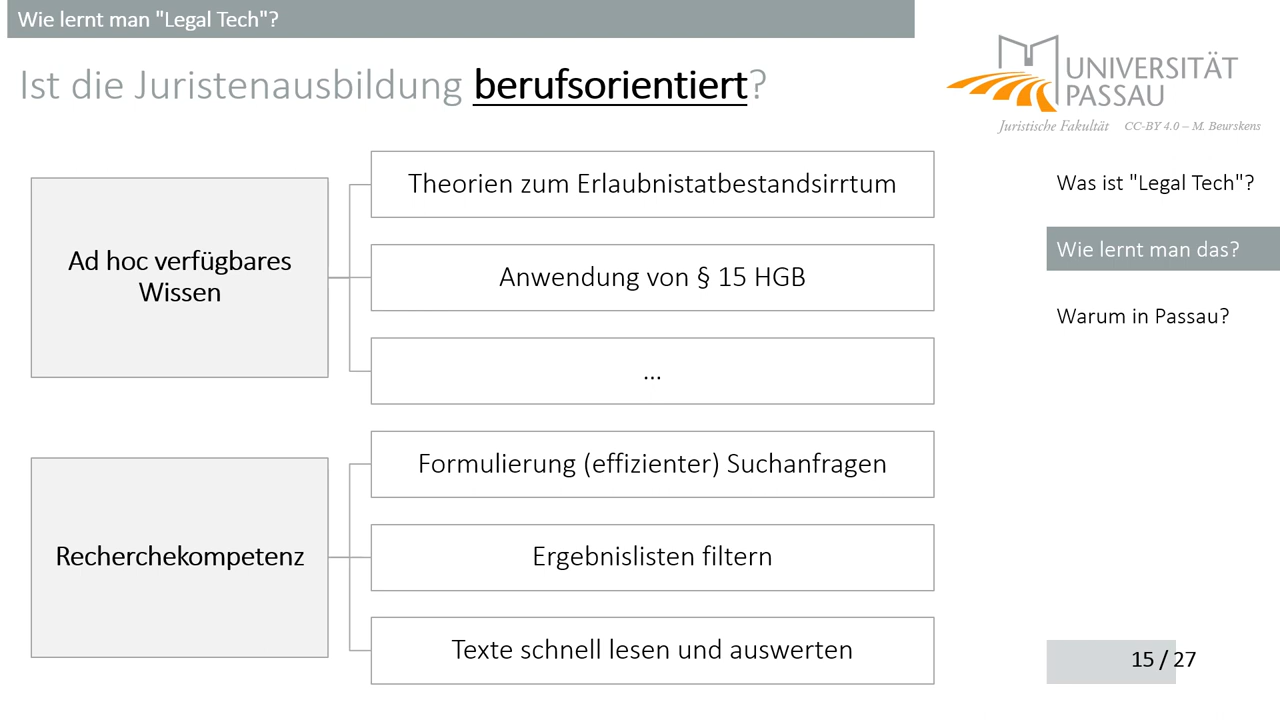 Wie lernt man "Legal Tech"?
Ist die Juristenausbildung berufsorientiert?
UNIVERSITÄT
PASSAU
Juristische Fakultät CC-BY 4.0 – M. Beurskens
Ad hoc verfügbares
Wissen
Theorien zum Erlaubnistatbestandsirrtum
Anwendung von § 15 HGB
...
Recherchekompetenz
Formulierung (effizienter) Suchanfragen
Ergebnislisten filtern
Texte schnell lesen und auswerten
Was ist "Legal Tech"?
Wie lernt man das?
Warum in Passau?
15 / 27